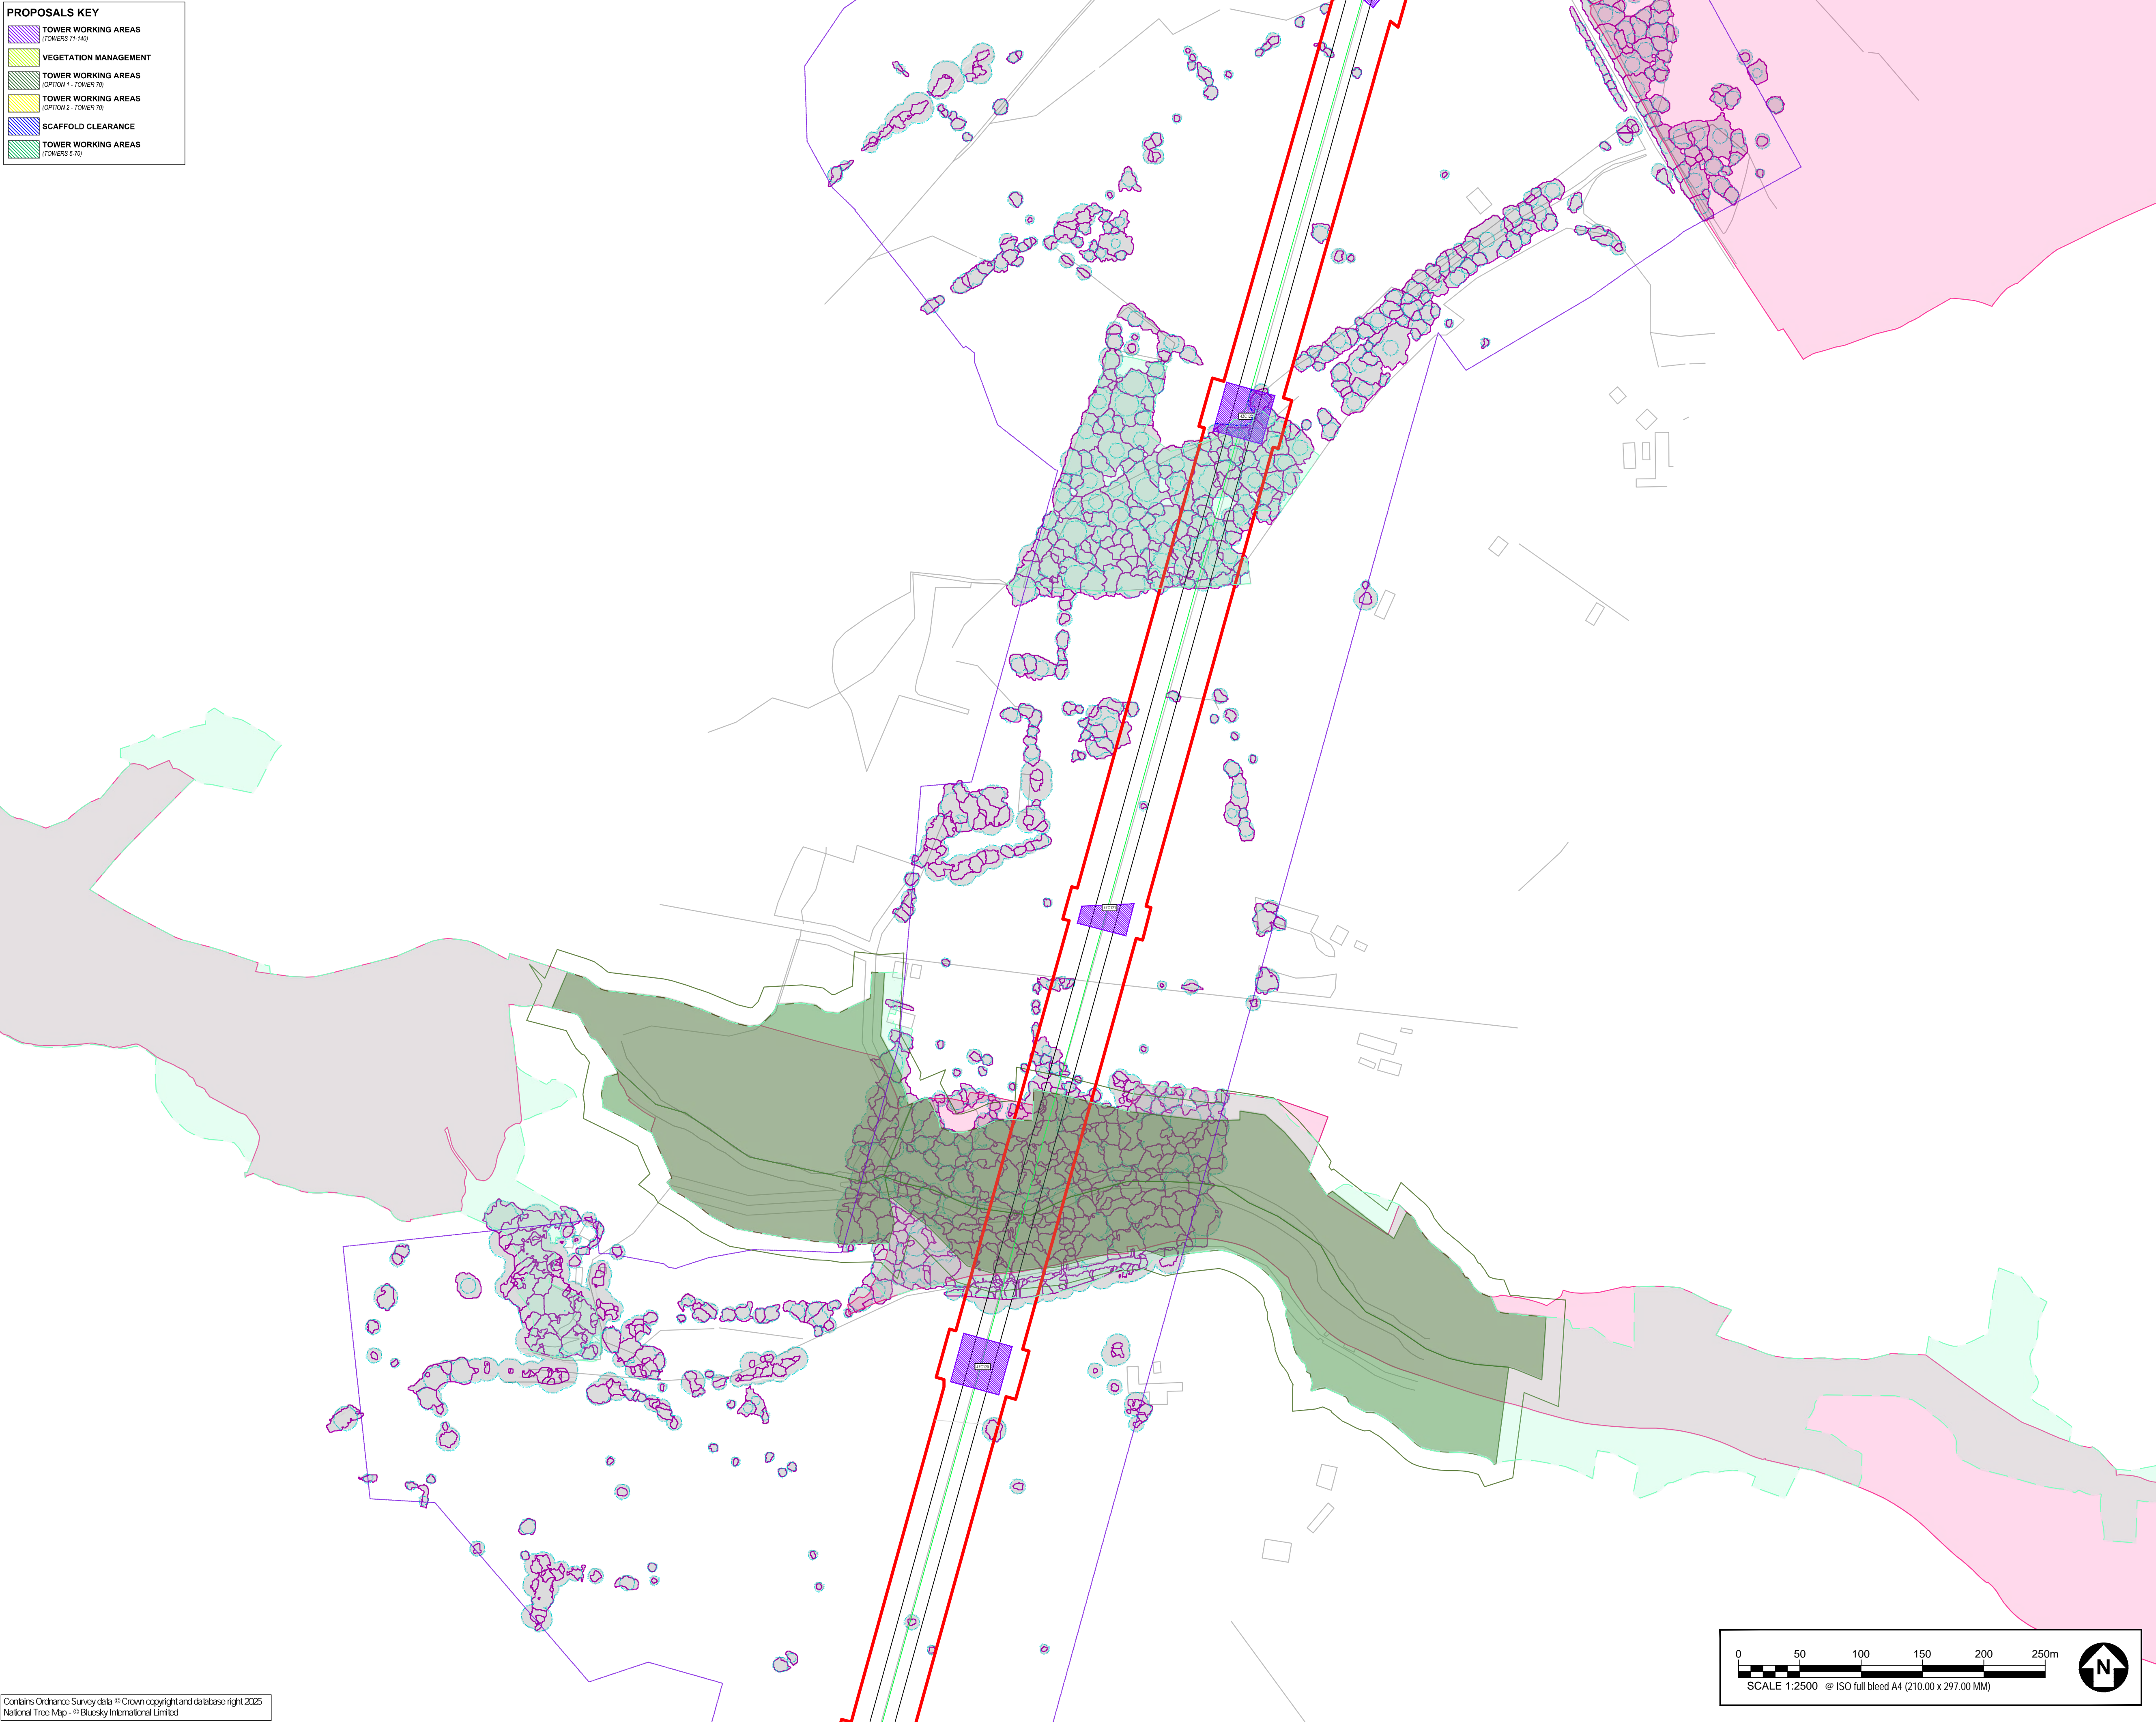 PROPOSALS KEY
TOWER WORKING AREAS
(TOWERS 71-140)
VEGETATION MANAGEMENT
TOWER WORKING AREAS
(OPTION 1 - TOWER 70)
TOWER WORKING AREAS
(OPTION 2 - TOWER 70)
SCAFFOLD CLEARANCE
TOWER WORKING AREAS
(TOWERS 5-70)
0 50 100 150 200 250m
SCALE 1:2500 @ ISO full bleed A4 (210.00 x 297.00 MM)
N
Contains Ordnance Survey data © Crown copyright and database right 2025
National Tree Map - © Bluesky International Limited